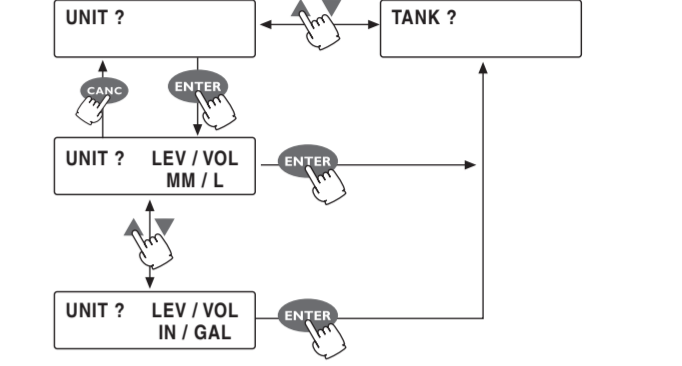 UNIT ?
TANK ?
CANC
ENTER
UNIT ? LEV / VOL
MM / L
ENTER
UNIT ? LEV / VOL
IN / GAL
ENTER